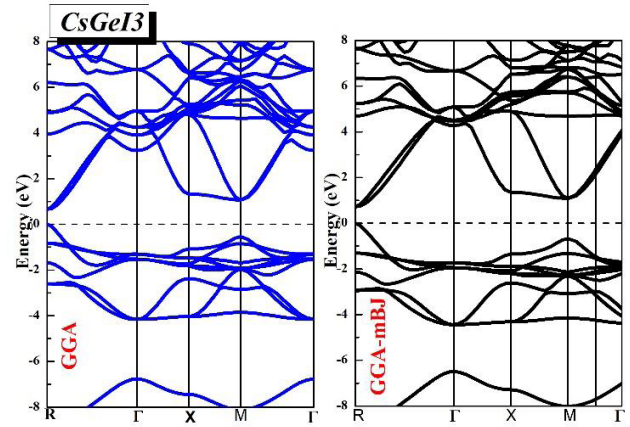 CsGeI3
Energy (eV)
8
6
4
2
0
-2
-4
-6
-8
GGA
R Γ X M Γ
Energy (eV)
8
6
4
2
0
-2
-4
-6
-8
GGA-mBJ
R Γ X M Γ